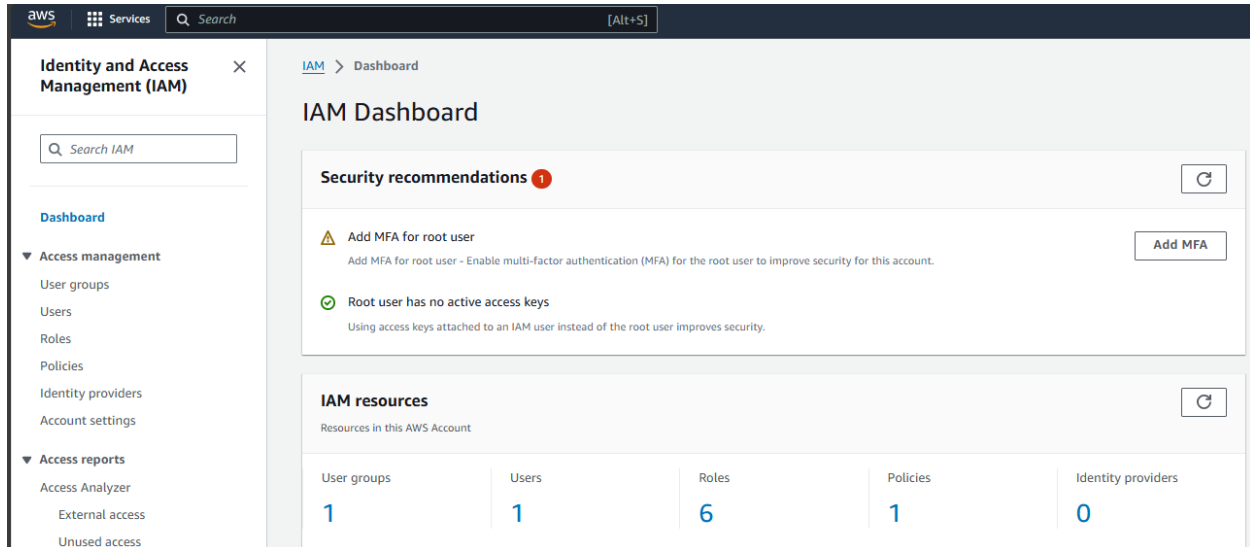 aws
Services
Search
[Alt+S]
Identity and Access
Management (IAM)
Search IAM
Dashboard
Access management
User groups
Users
Roles
Policies
Identity providers
Account settings
Access reports
Access Analyzer
External access
Unused access
IAM
Dashboard
IAM Dashboard
Security recommendations 1
Add MFA for root user
Add MFA for root user - Enable multi-factor authentication (MFA) for the root user to improve security for this account.
Add MFA
Root user has no active access keys
Using access keys attached to an IAM user instead of the root user improves security.
IAM resources
Resources in this AWS Account
User groups
1
Users
1
Roles
6
Policies
1
Identity providers
0